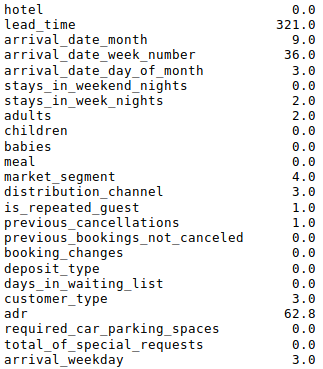 hotel 0.0
lead_time 321.0
arrival_date_month 9.0
arrival_date_week_number 36.0
arrival_date_day_of_month 3.0
stays_in_weekend_nights 0.0
stays_in_week_nights 2.0
adults 2.0
children 0.0
babies 0.0
meal 0.0
market_segment 4.0
distribution_channel 3.0
is_repeated_guest 1.0
previous_cancellations 1.0
previous_bookings_not_canceled 0.0
booking_changes 0.0
deposit_type 0.0
days_in_waiting_list 0.0
customer_type 3.0
adr 62.8
required_car_parking_spaces 0.0
total_of_special_requests 0.0
arrival_weekday 3.0